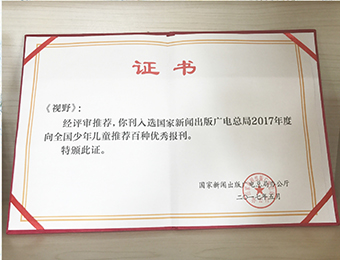 证书
《视野》:
经评审推荐,你刊入选国家新闻出版广电总局2017年度
向全国少年儿童推荐百种优秀报刊。
特颁此证。
国家新闻出版广电总局办公厅
二〇一七年五月